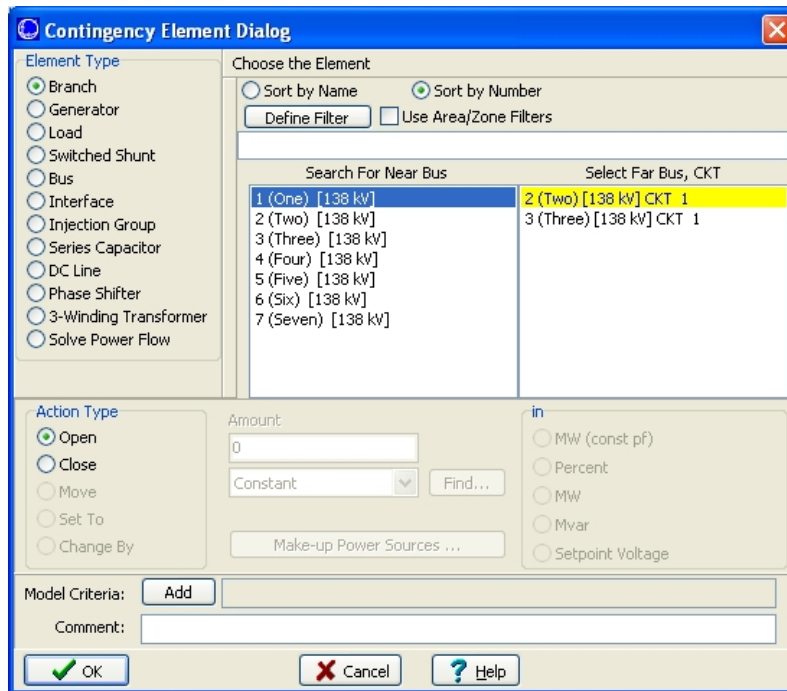 Contingency Element Dialog
Element Type
Branch
Generator
Load
Switched Shunt
Bus
Interface
Injection Group
Series Capacitor
DC Line
Phase Shifter
3-Winding Transformer
Solve Power Flow
Choose the Element
Sort by Name
Sort by Number
Define Filter
Use Area/Zone Filters
Search For Near Bus
1 (One) [138 kV]
2 (Two) [138 kV]
3 (Three) [138 kV]
4 (Four) [138 kV]
5 (Five) [138 kV]
6 (Six) [138 kV]
7 (Seven) [138 kV]
Select Far Bus, CKT
2 (Two) [138 kV] CKT 1
3 (Three) [138 kV] CKT 1
Action Type
Open
Close
Move
Set To
Change By
Amount
0
Constant
Find...
Make-up Power Sources ...
in
MW (const pf)
Percent
MW
Mvar
Setpoint Voltage
Model Criteria:
Add
Comment:
OK
Cancel
? Help